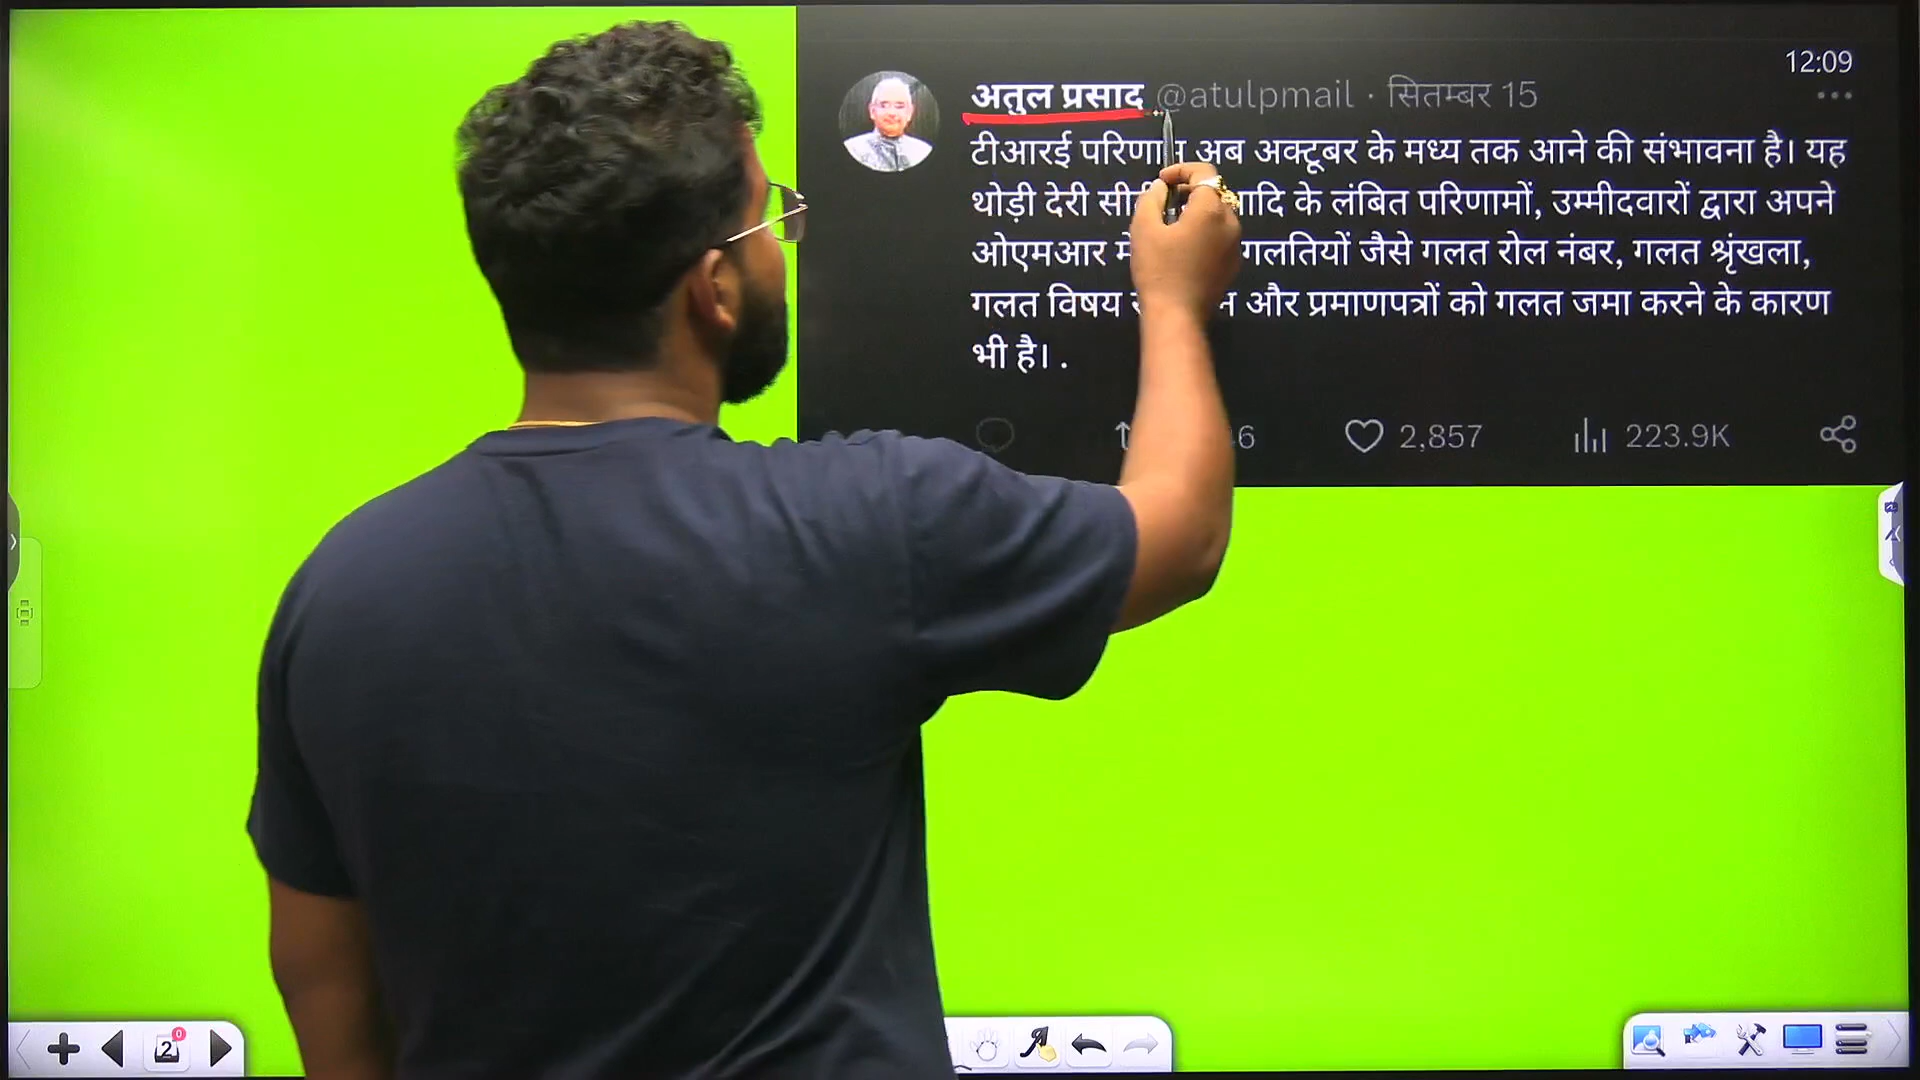 12:09
अतुल प्रसाद @atulpmail · सितम्बर 15
टीआरई अब अक्टूबर के मध्य तक आने की संभावना है। यह
थोड़ी देरी के लंबित परिणामों, उम्मीदवारों द्वारा अपने
ओएमआर गलतियों जैसे गलत रोल नंबर, गलत श्रृंखला,
गलत विषय और प्रमाणपत्रों को गलत जमा करने के कारण
भी है। .
2,857 223.9K
2 0